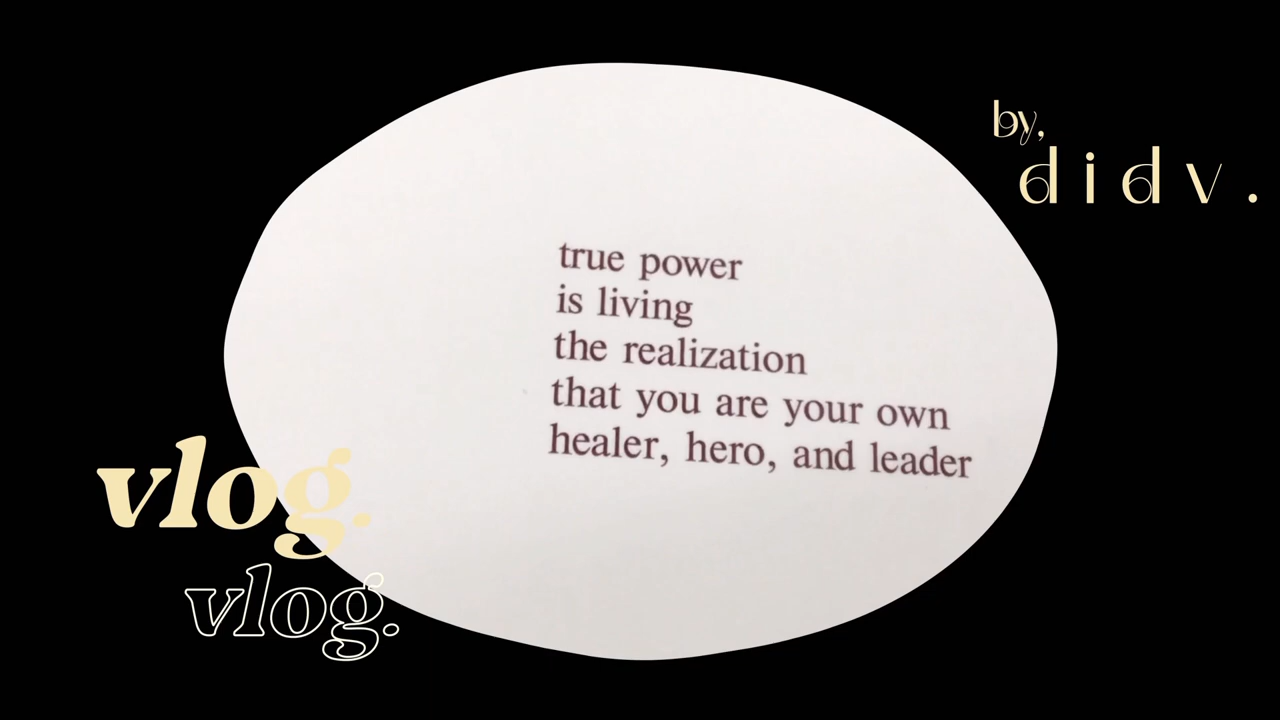 by,
didv.
true power
is living
the realization
that you are your own
healer, hero, and leader
vlog.
vlog.